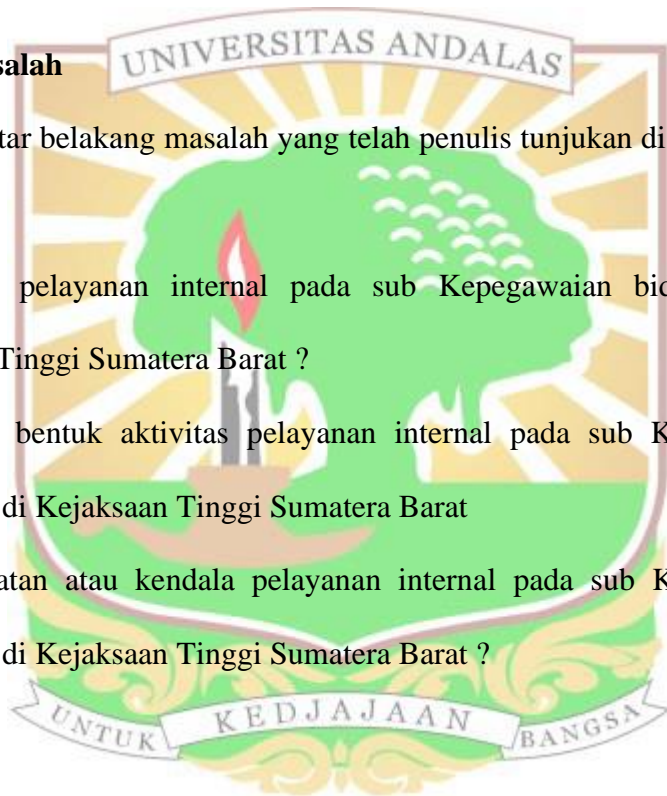 UNIVERSITAS ANDALAS
salah
tar belakang masalah yang telah penulis tunjukan di
pelayanan internal pada sub Kepegawaian bid
Tinggi Sumatera Barat ?
bentuk aktivitas pelayanan internal pada sub K
di Kejaksaan Tinggi Sumatera Barat
atan atau kendala pelayanan internal pada sub K
di Kejaksaan Tinggi Sumatera Barat ?
UNTUK KEDJAJAAN BANGSA